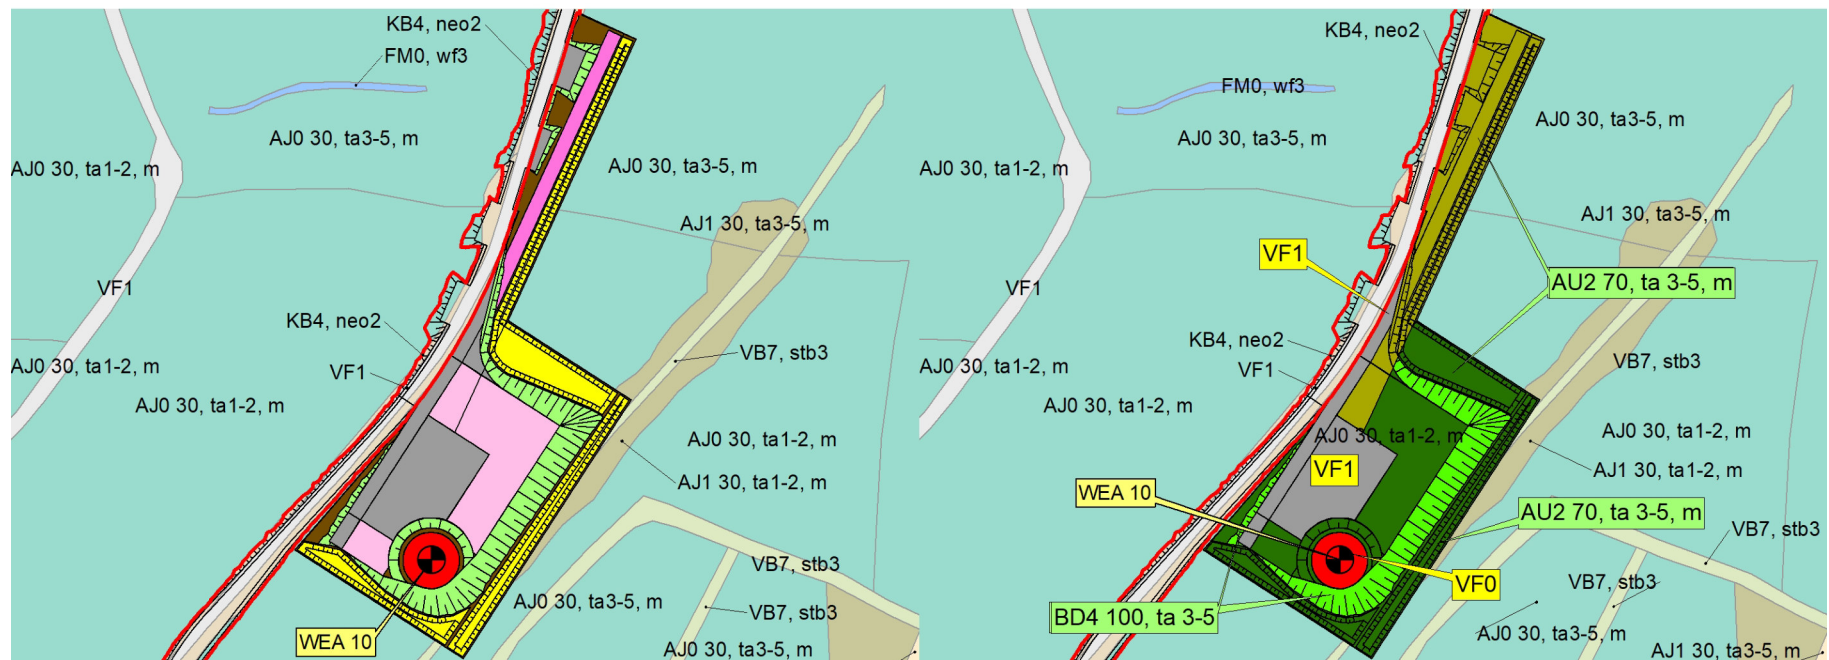 KB4, neo2
FM0, wf3
AJ0 30, ta3-5, m
AJ0 30, ta1-2, m
AJ0 30, ta3-5, m
AJ1 30, ta3-5, m
VF1
KB4, neo2
VB7, stb3
AJ0 30, ta1-2, m
VF1
AJ0 30, ta1-2, m
AJ0 30, ta1-2, m
AJ1 30, ta1-2, m
VB7, stb3
AJ0 30, ta3-5, m
VB7, stb3
WEA 10
AJ0 30, ta3-5, m
KB4, neo2
FM0, wf3
AJ0 30, ta3-5, m
AJ0 30, ta3-5, m
AJ0 30, ta1-2, m
AJ1 30, ta3-5, m
VF1
AU2 70, ta 3-5, m
VF1
KB4, neo2
VB7, stb3
AJ0 30, ta1-2, m
VF1
AJ0 30, ta1-2, m
AJ0 30, ta1-2, m
AJ0 30, ta1-2, m
VF1
AJ1 30, ta1-2, m
WEA 10
AU2 70, ta 3-5, m
VB7, stb3
VF0
VB7, stb3
BD4 100, ta 3-5
AJ0 30, ta3-5, m
AJ1 30, ta3-5, m